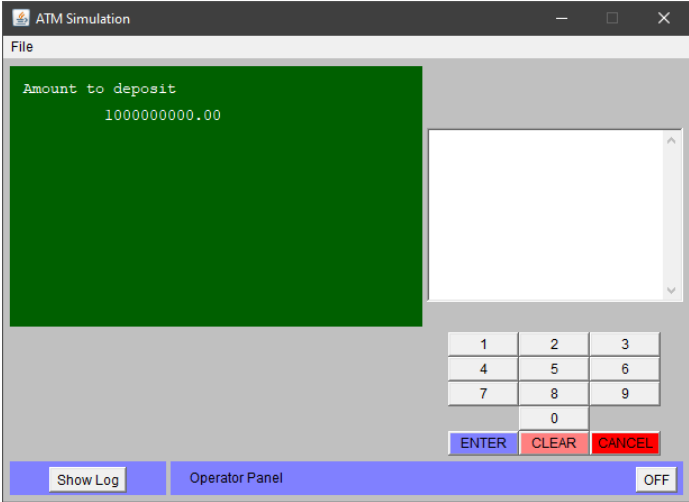 ATM Simulation
File
Amount to deposit
1000000000.00
1 2 3
4 5 6
7 8 9
0
ENTER CLEAR CANCEL
Show Log Operator Panel OFF